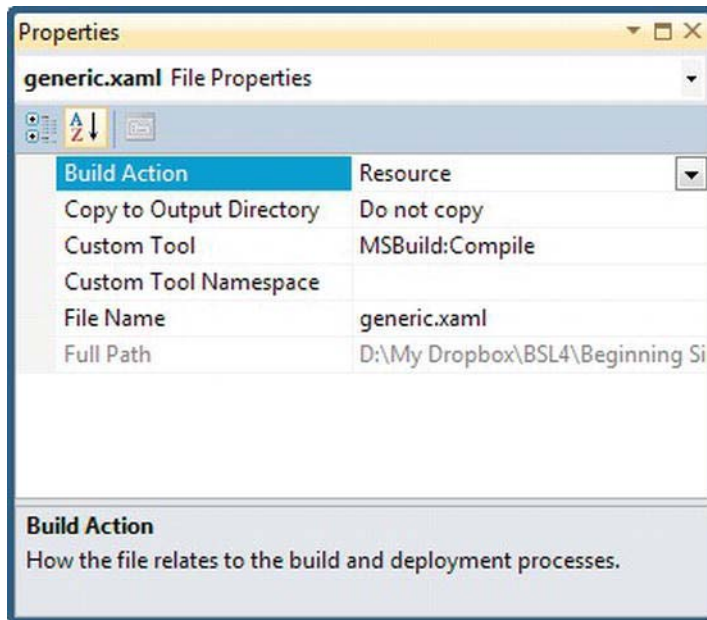 Properties
generic.xaml File Properties
Build Action Resource
Copy to Output Directory Do not copy
Custom Tool MSBuild:Compile
Custom Tool Namespace
File Name generic.xaml
Full Path D:\My Dropbox\BSL4\Beginning Si
Build Action
How the file relates to the build and deployment processes.